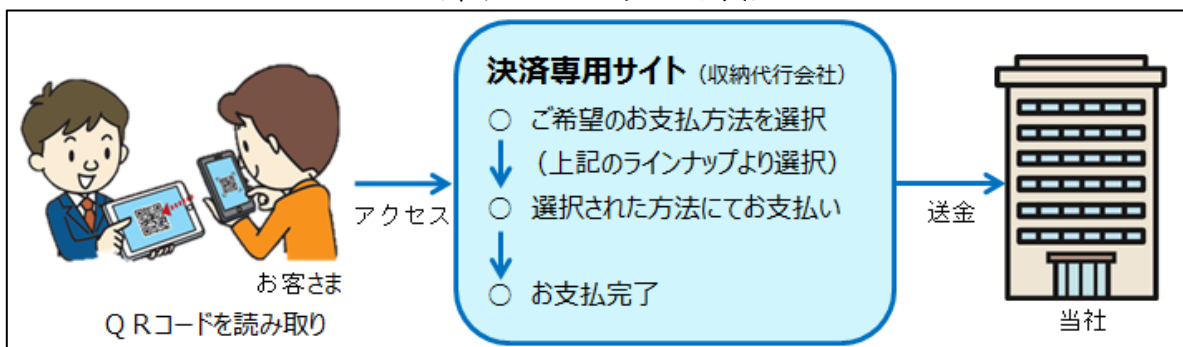 お客さま
QRコードを読み取り
アクセス
決済専用サイト（収納代行会社）
○ ご希望のお支払方法を選択
（上記のラインナップより選択）
○ 選択された方法にてお支払い
○ お支払完了
送金
当社